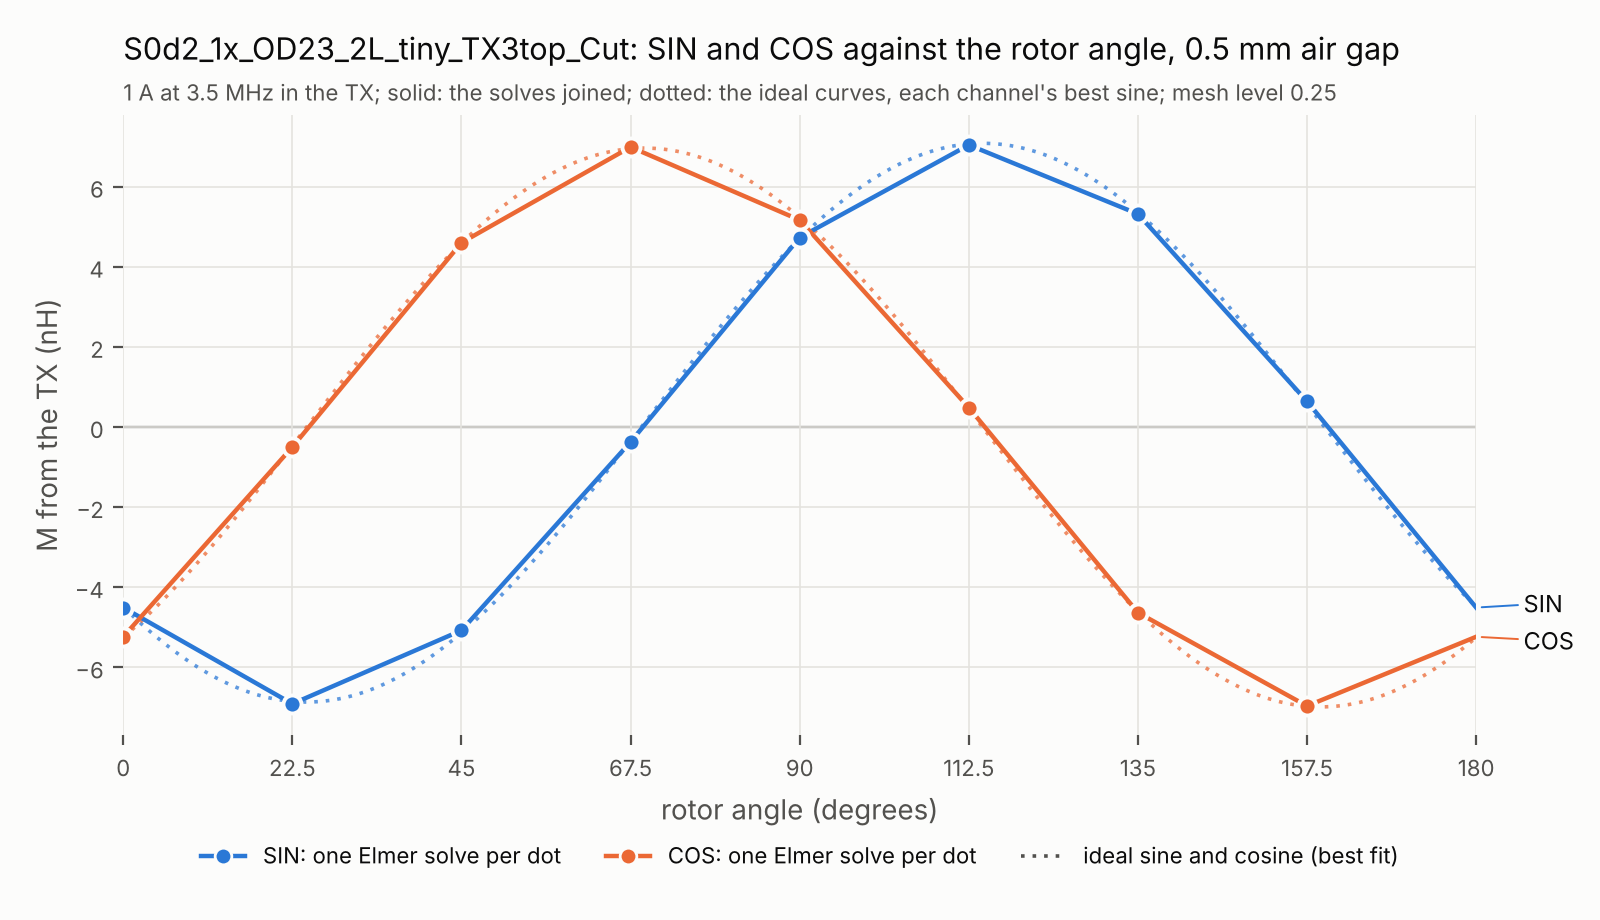 S0d2_1x_OD23_2L_tiny_TX3top_Cut: SIN and COS against the rotor angle, 0.5 mm air gap
1 A at 3.5 MHz in the TX; solid: the solves joined; dotted: the ideal curves, each channel's best sine; mesh level 0.25
M from the TX (nH)
6
4
2
0
−2
−4
−6
SIN
COS
0 22.5 45 67.5 90 112.5 135 157.5 180
rotor angle (degrees)
SIN: one Elmer solve per dot COS: one Elmer solve per dot ideal sine and cosine (best fit)